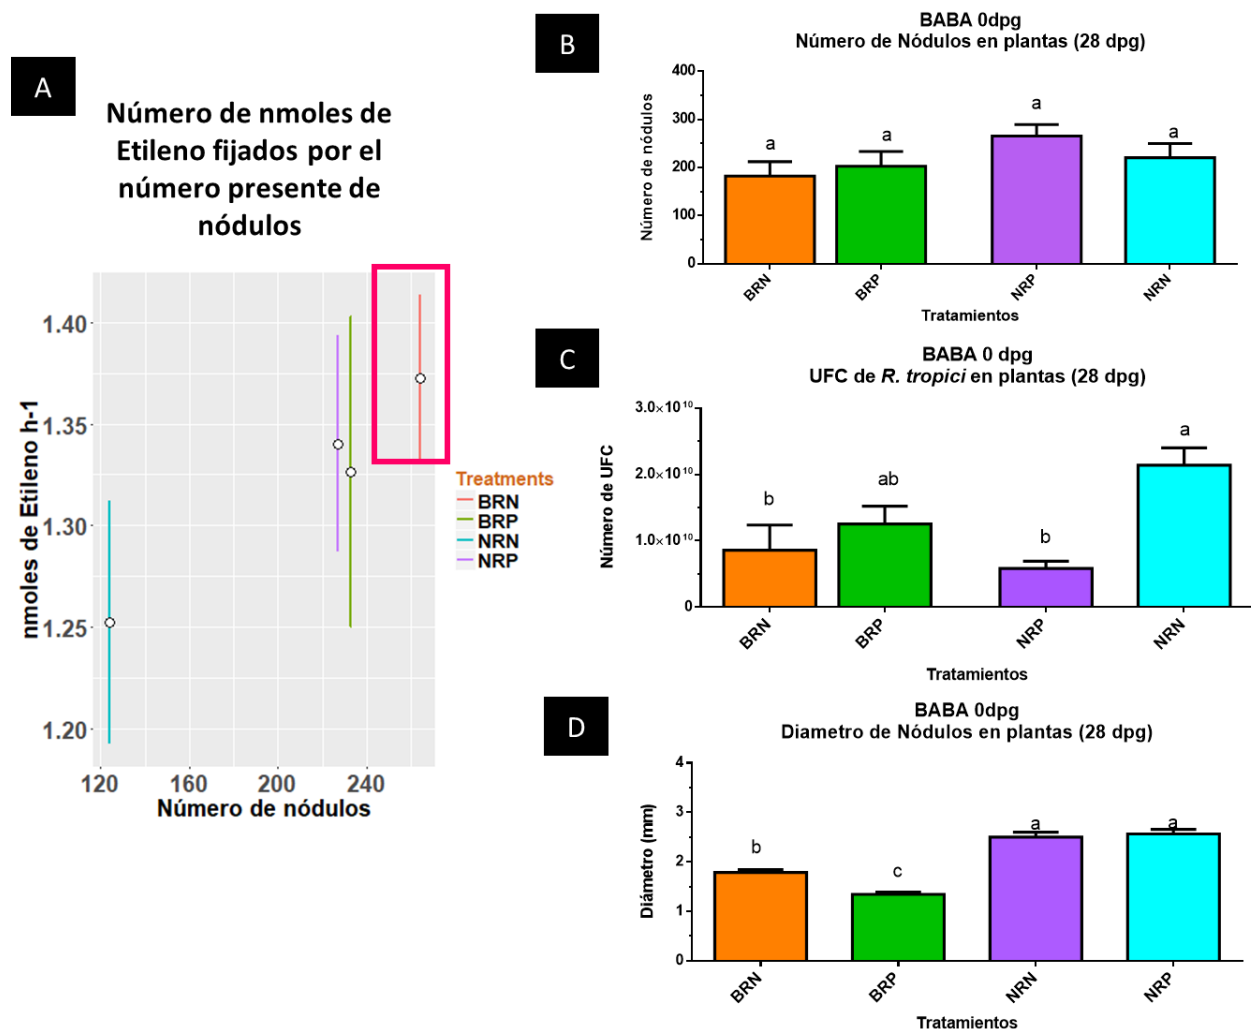 A
Número de nmoles de
Etileno fijados por el
número presente de
nódulos
nmoles de Etileno h-1
1.40
1.35
1.30
1.25
1.20
120 160 200 240
Número de nódulos
Treatments
BRN
BRP
NRN
NRP
B
BABA 0dpg
Número de Nódulos en plantas (28 dpg)
Número de nódulos
400
300
200
100
0
a a a a
BRN BRP NRP NRN
Tratamientos
C
BABA 0 dpg
UFC de R. tropici en plantas (28 dpg)
Número de UFC
3.0×10¹⁰
2.0×10¹⁰
1.0×10¹⁰
0
b ab b a
BRN BRP NRP NRN
Tratamientos
D
BABA 0dpg
Diametro de Nódulos en plantas (28 dpg)
Diámetro (mm)
4
3
2
1
0
b c a a
BRN BRP NRN NRP
Tratamientos